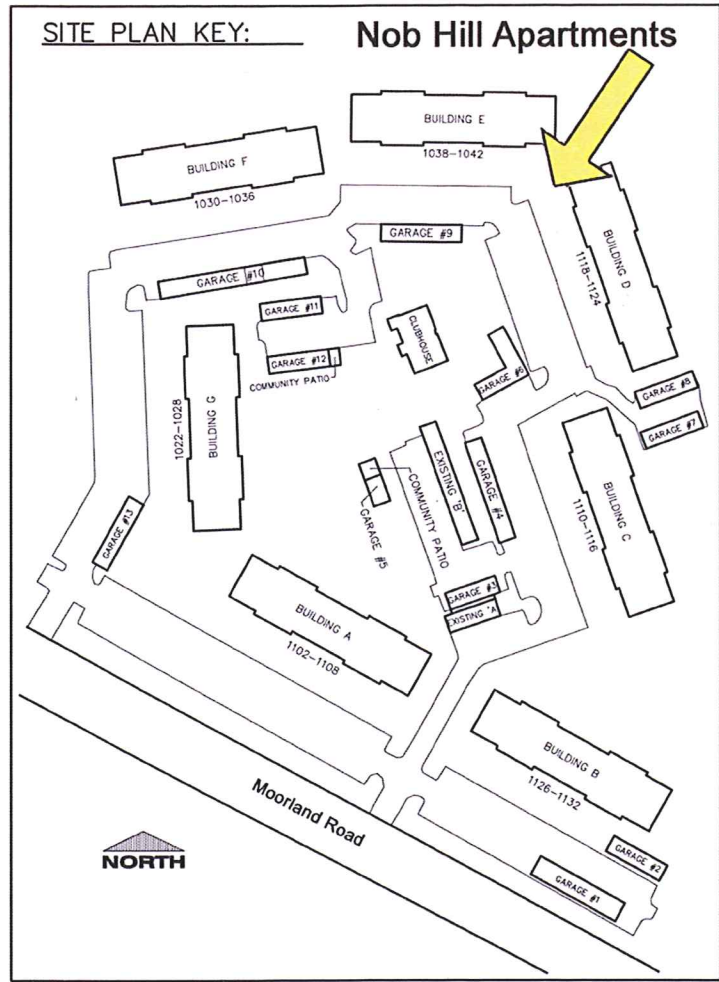 SITE PLAN KEY:
Nob Hill Apartments
BUILDING E
1038-1042
BUILDING F
1030-1036
GARAGE #9
BUILDING D
1118-1124
GARAGE #10
GARAGE #11
CLUBHOUSE
GARAGE #12
COMMUNITY PATIO
GARAGE #6
GARAGE #8
GARAGE #7
BUILDING G
1022-1028
EXISTING 'B'
GARAGE #4
COMMUNITY PATIO
GARAGE #5
BUILDING C
1110-1116
GARAGE #13
GARAGE #3
EXISTING 'A
BUILDING A
1102-1108
BUILDING B
1126-1132
Moorland Road
NORTH
GARAGE #2
GARAGE #1